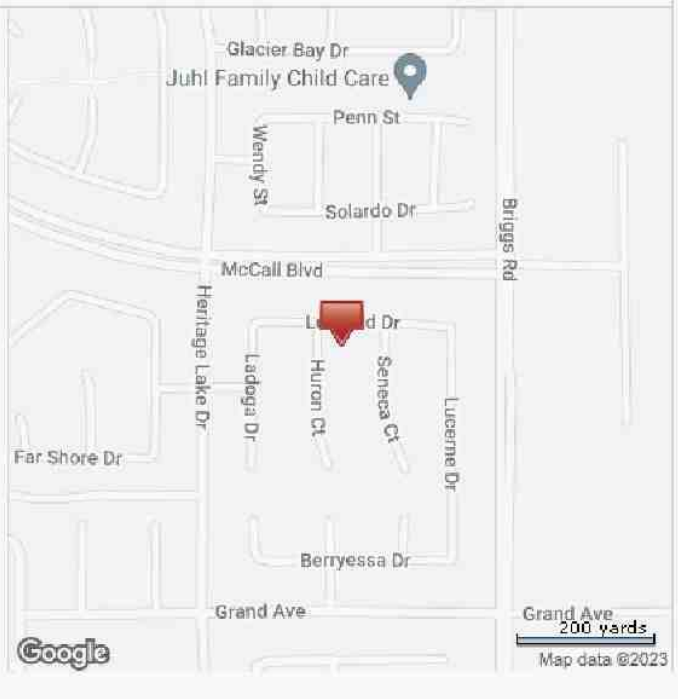 Glacier Bay Dr
Juhl Family Child Care
Penn St
Wendy St
Solardo Dr
Briggs Rd
McCall Blvd
Heritage Lake Dr
Dr
Ladoga Dr
Huron Ct
Seneca Ct
Lucerne Dr
Far Shore Dr
Berryessa Dr
Grand Ave
Grand Ave
200 yards
Google
Map data ©2023